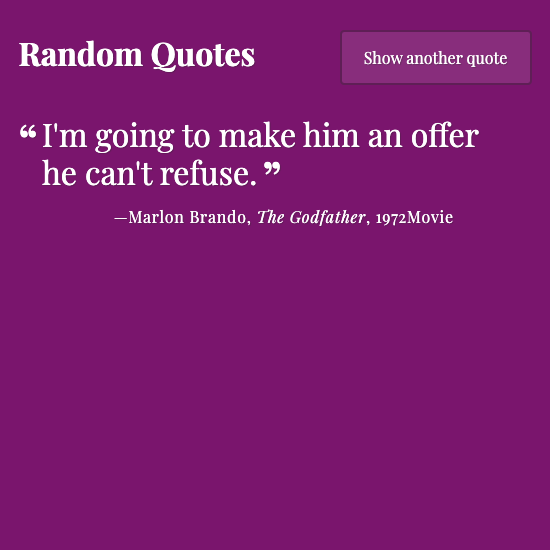 Random Quotes
Show another quote
“ I'm going to make him an offer
he can't refuse. ”
—Marlon Brando, The Godfather, 1972Movie